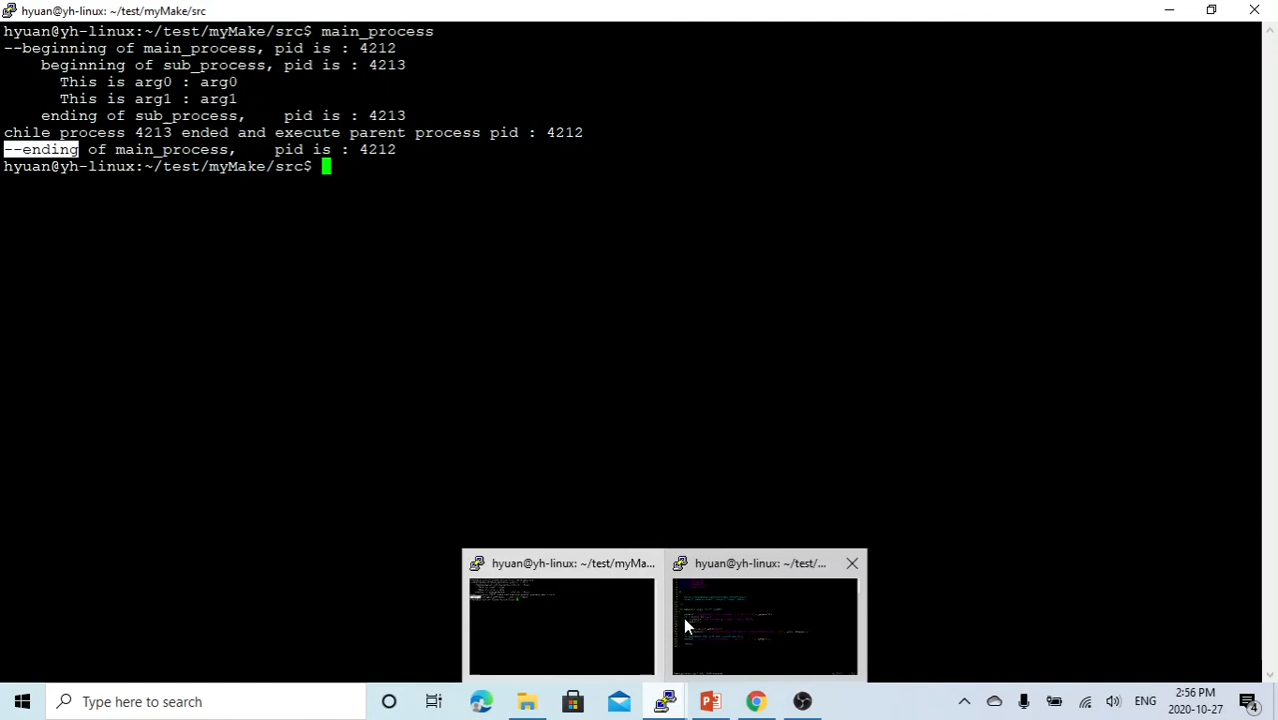 hyuan@yh-linux:~/test/myMake/src
hyuan@yh-linux:~/test/myMake/src$ main_process
--beginning of main_process, pid is : 4212
    beginning of sub_process, pid is : 4213
      This is arg0 : arg0
      This is arg1 : arg1
    ending of sub_process,    pid is : 4213
chile process 4213 ended and execute parent process pid : 4212
--ending of main_process,    pid is : 4212
hyuan@yh-linux:~/test/myMake/src$
hyuan@yh-linux: ~/test/myMa...
hyuan@yh-linux: ~/test/...
Type here to search
ENG
2:56 PM
2020-10-27
4